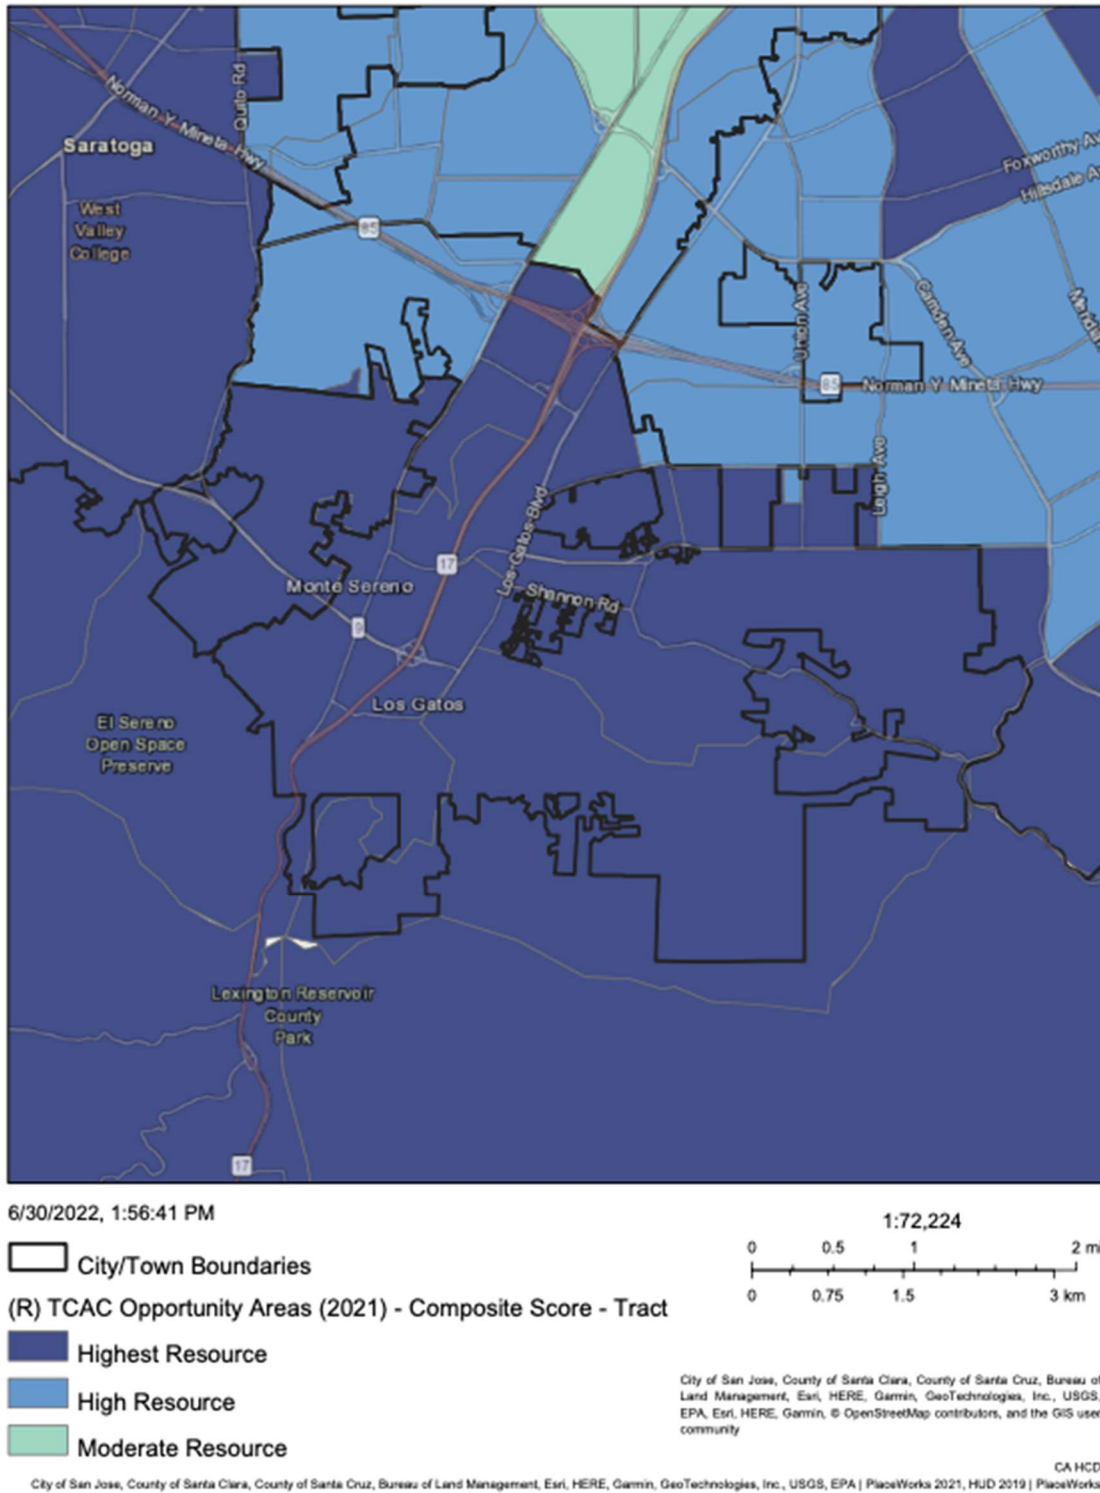 Quito Rd
Norman Y Mineta Hwy
Saratoga
Foxworthy Av
Hillsdale A
West
Valley
College
85
Union Ave
Camden Ave
Meridian
85
Norman Y Mineta Hwy
Leigh Ave
Los Gatos Blvd
17
Monte Sereno
Shannon Rd
9
Los Gatos
El Sereno
Open Space
Preserve
Lexington Reservoir
County
Park
17
6/30/2022, 1:56:41 PM
1:72,224
0 0.5 1 2 mi
0 0.75 1.5 3 km
City/Town Boundaries
(R) TCAC Opportunity Areas (2021) - Composite Score - Tract
Highest Resource
High Resource
Moderate Resource
City of San Jose, County of Santa Clara, County of Santa Cruz, Bureau of
Land Management, Esri, HERE, Garmin, GeoTechnologies, Inc., USGS,
EPA, Esri, HERE, Garmin, © OpenStreetMap contributors, and the GIS user
community
CA HCD
City of San Jose, County of Santa Clara, County of Santa Cruz, Bureau of Land Management, Esri, HERE, Garmin, GeoTechnologies, Inc., USGS, EPA | PlaceWorks 2021, HUD 2019 | PlaceWorks